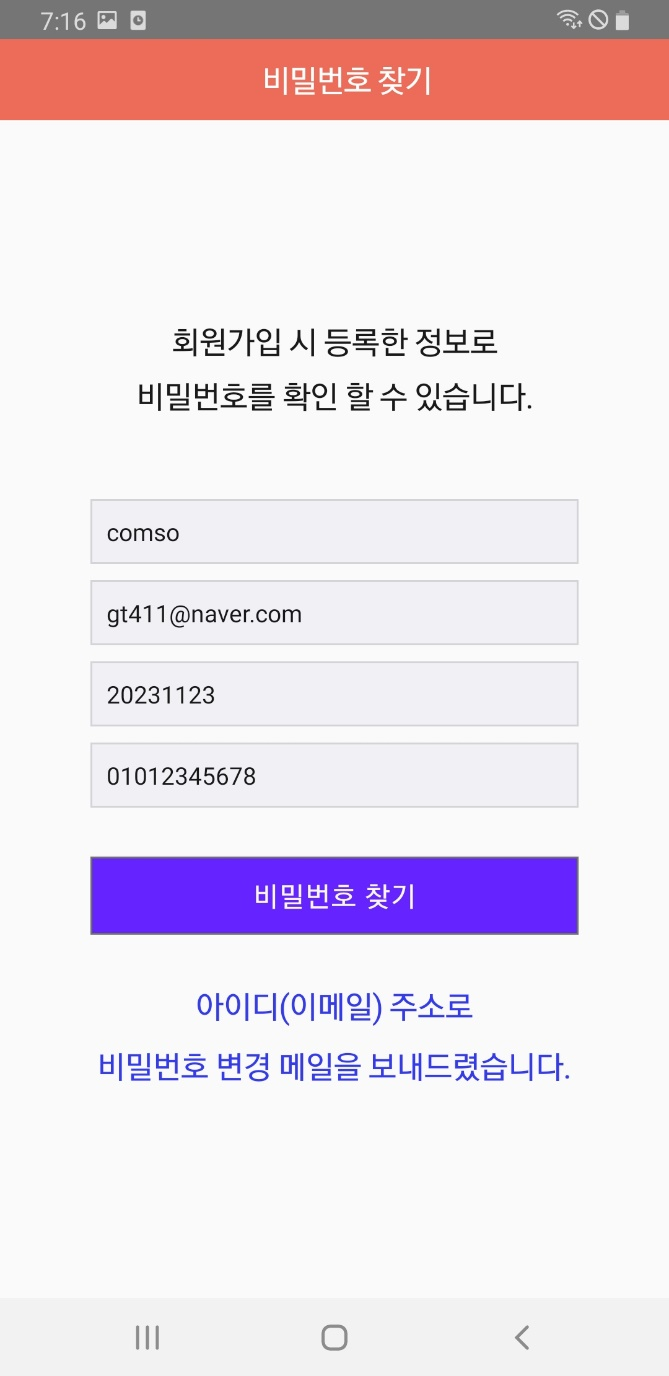 7:16
비밀번호 찾기
회원가입 시 등록한 정보로
비밀번호를 확인 할 수 있습니다.
comso
gt411@naver.com
20231123
01012345678
비밀번호 찾기
아이디(이메일) 주소로
비밀번호 변경 메일을 보내드렸습니다.